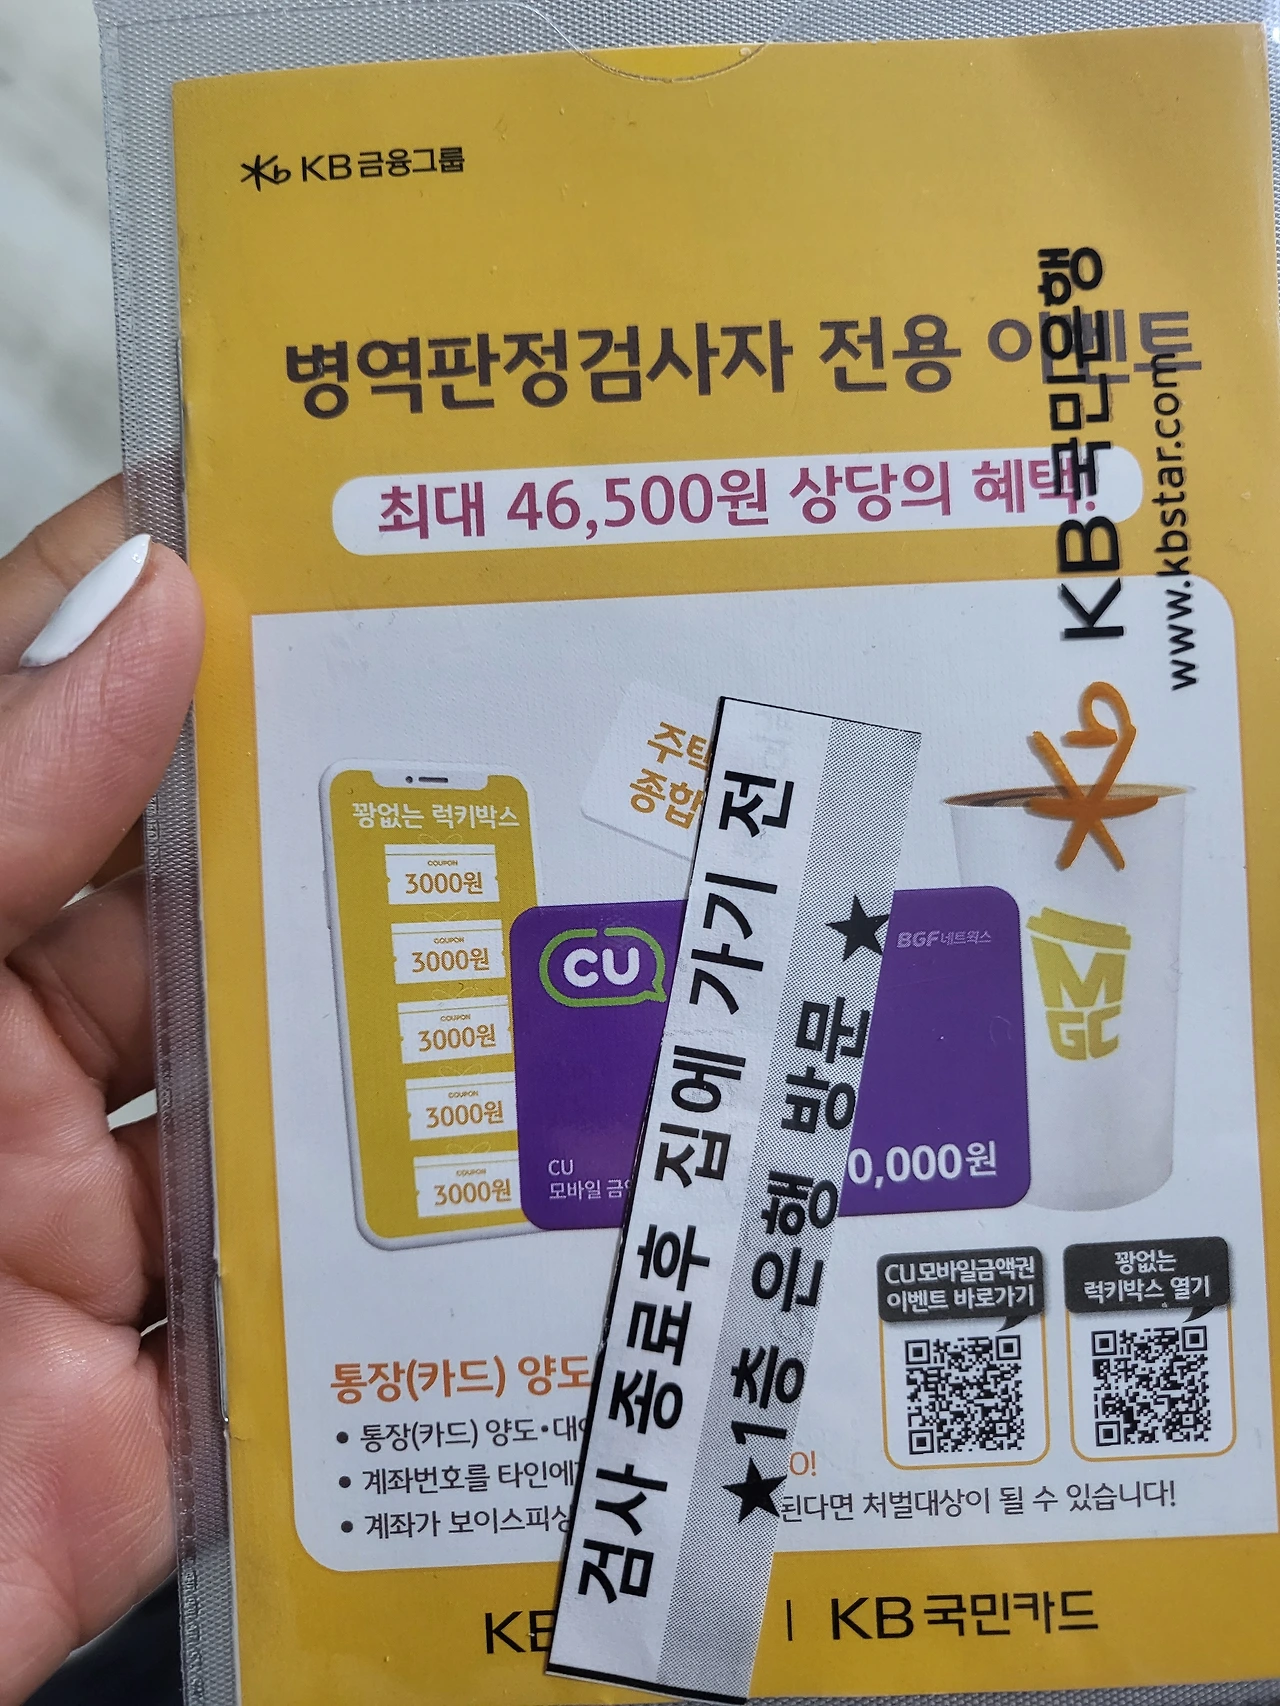 KB금융그룹
병역판정검사자 전용 이벤트
최대 46,500원 상당의 혜택!
KB 국민은행
www.kbstar.com
꽝없는 럭키박스
COUPON
3000원
COUPON
3000원
COUPON
3000원
COUPON
3000원
COUPON
3000원
주택
종합
CU
BGF네트웍스
CU
모바일 금
0,000원
MGC
검사 종료후 집에 가기 전
★1층 은행 방문★
CU모바일금액권
이벤트 바로가기
꽝없는
럭키박스 열기
통장(카드) 양도
• 통장(카드) 양도•대
• 계좌번호를 타인에
• 계좌가 보이스피싱
O!
된다면 처벌대상이 될 수 있습니다!
KB
| KB국민카드